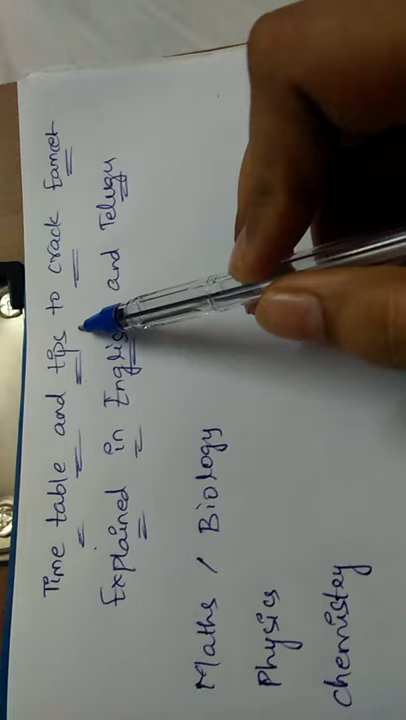 Time table and tips to crack Eamcet
Explained in English and Telugu
Maths / Biology
Physics
chemistry